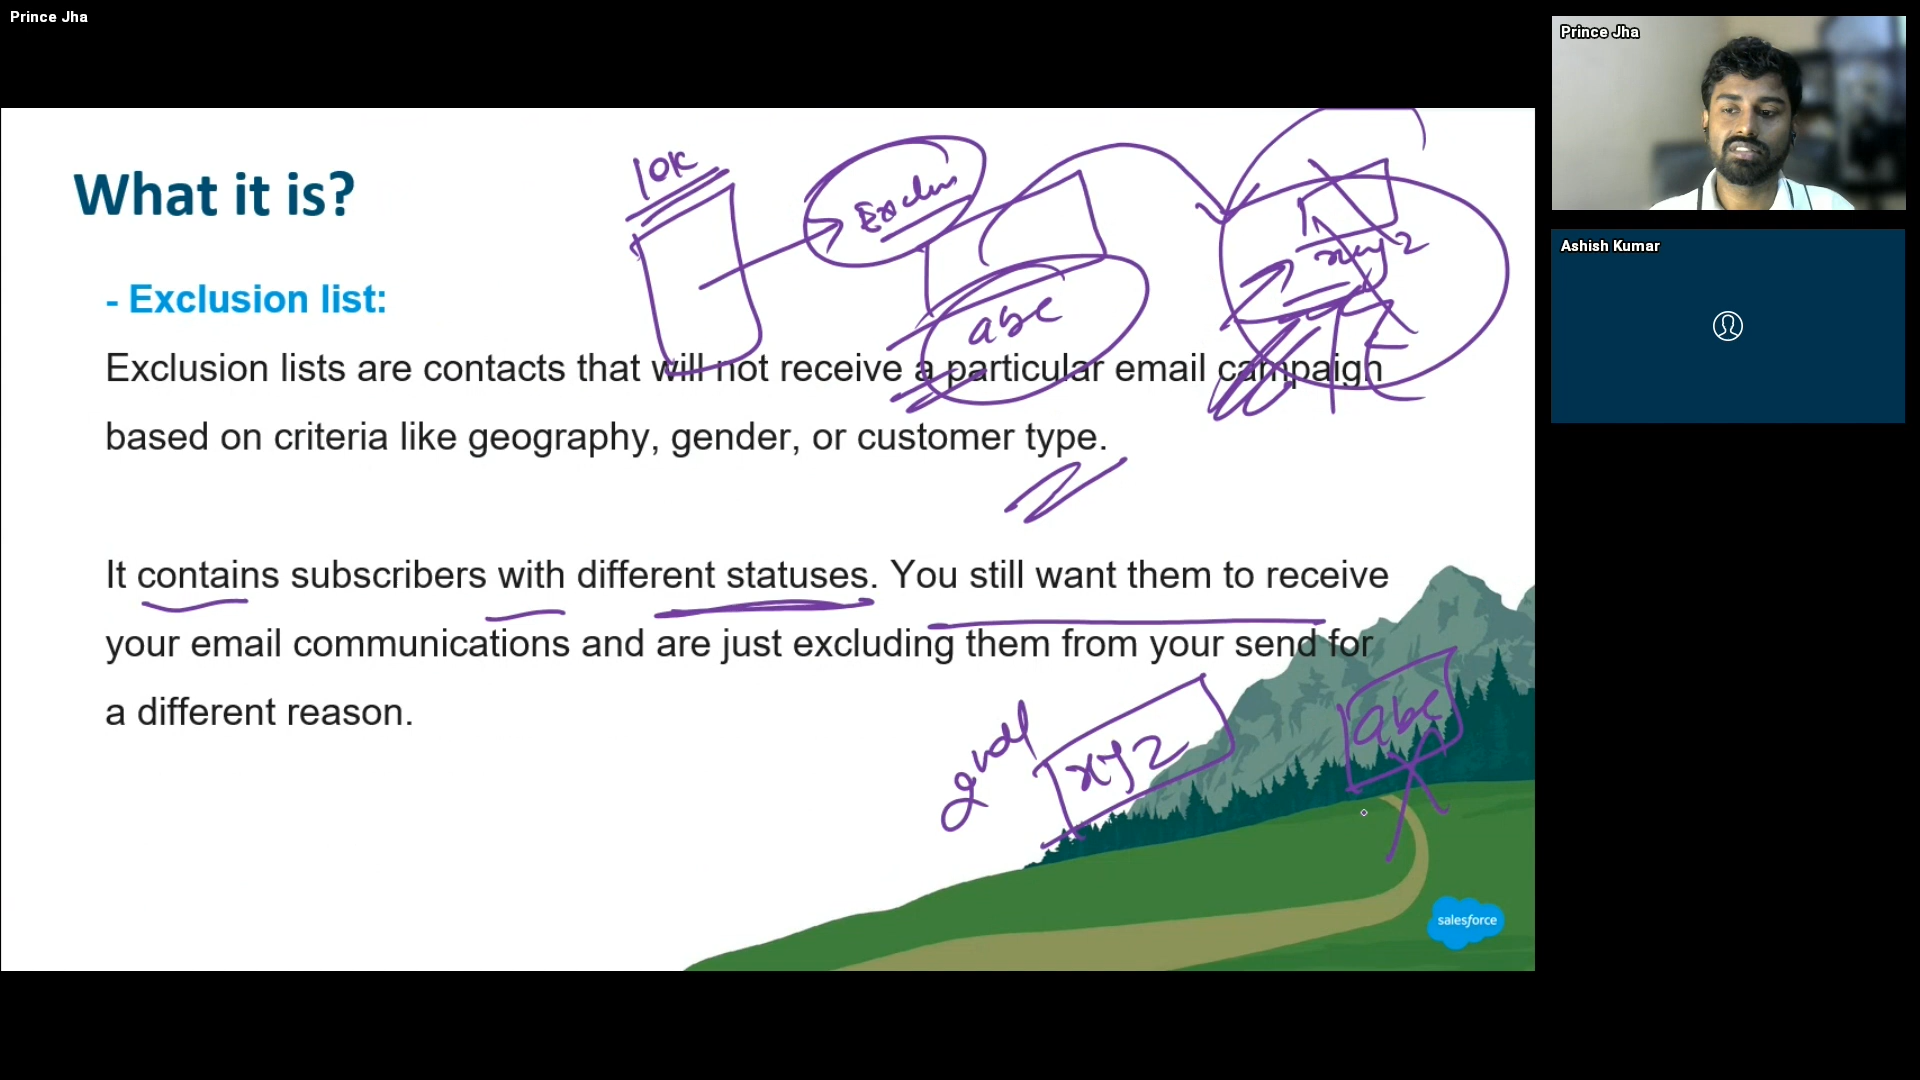 Prince Jha
Prince Jha
Ashish Kumar
10K
What it is?
- Exclusion list:
abc
xyz
Exclusion lists are contacts that will not receive a particular email campaign
based on criteria like geography, gender, or customer type.
It contains subscribers with different statuses. You still want them to receive
your email communications and are just excluding them from your send for
a different reason.
xyz
abc
salesforce